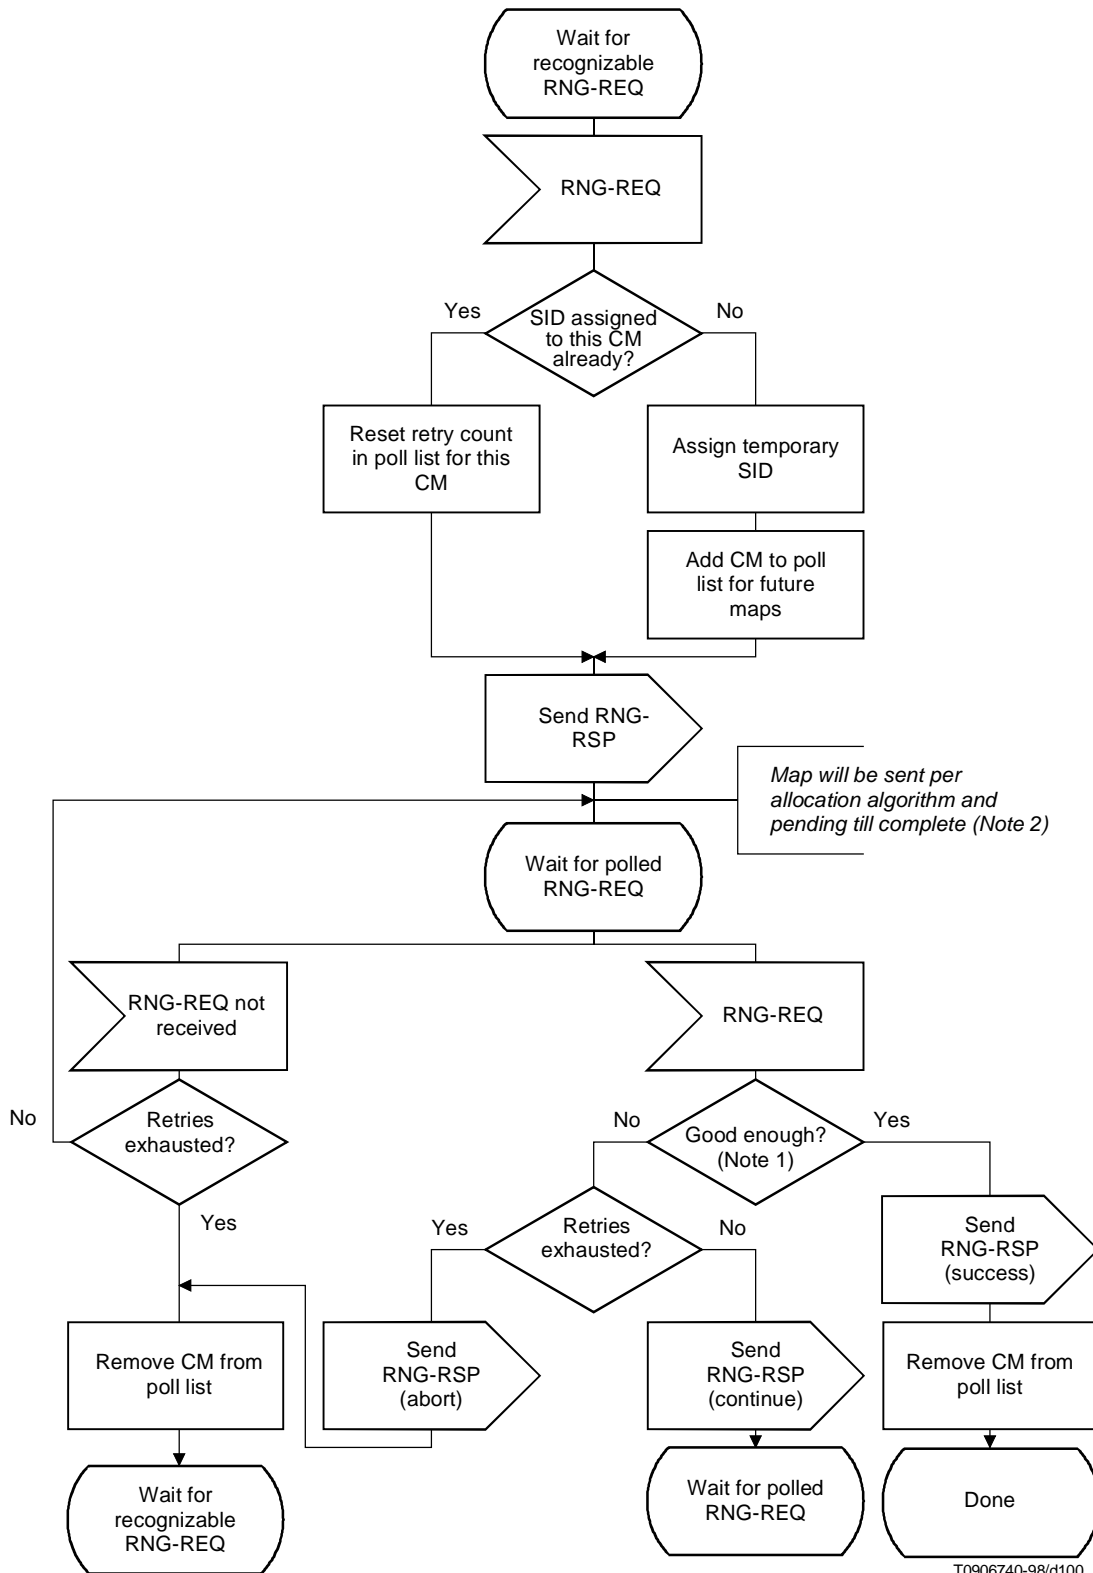 Wait for
recognizable
RNG-REQ
RNG-REQ
Yes
No
SID assigned
to this CM
already?
Reset retry count
in poll list for this
CM
Assign temporary
SID
Add CM to poll
list for future
maps
Send RNG-
RSP
Map will be sent per
allocation algorithm and
pending till complete (Note 2)
Wait for polled
RNG-REQ
RNG-REQ not
received
RNG-REQ
No
Retries
exhausted?
Yes
No
Good enough?
(Note 1)
Yes
Yes
Retries
exhausted?
No
Send
RNG-RSP
(success)
Remove CM from
poll list
Send
RNG-RSP
(abort)
Send
RNG-RSP
(continue)
Remove CM from
poll list
Wait for
recognizable
RNG-REQ
Wait for polled
RNG-REQ
Done
T0906740-98/d100